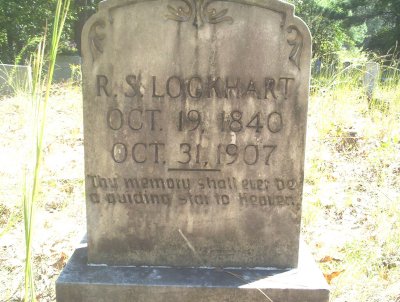 R. S. LOCKHART
OCT. 19, 1840
OCT. 31, 1907
Thy memory shall ever be
a guiding star to Heaven.